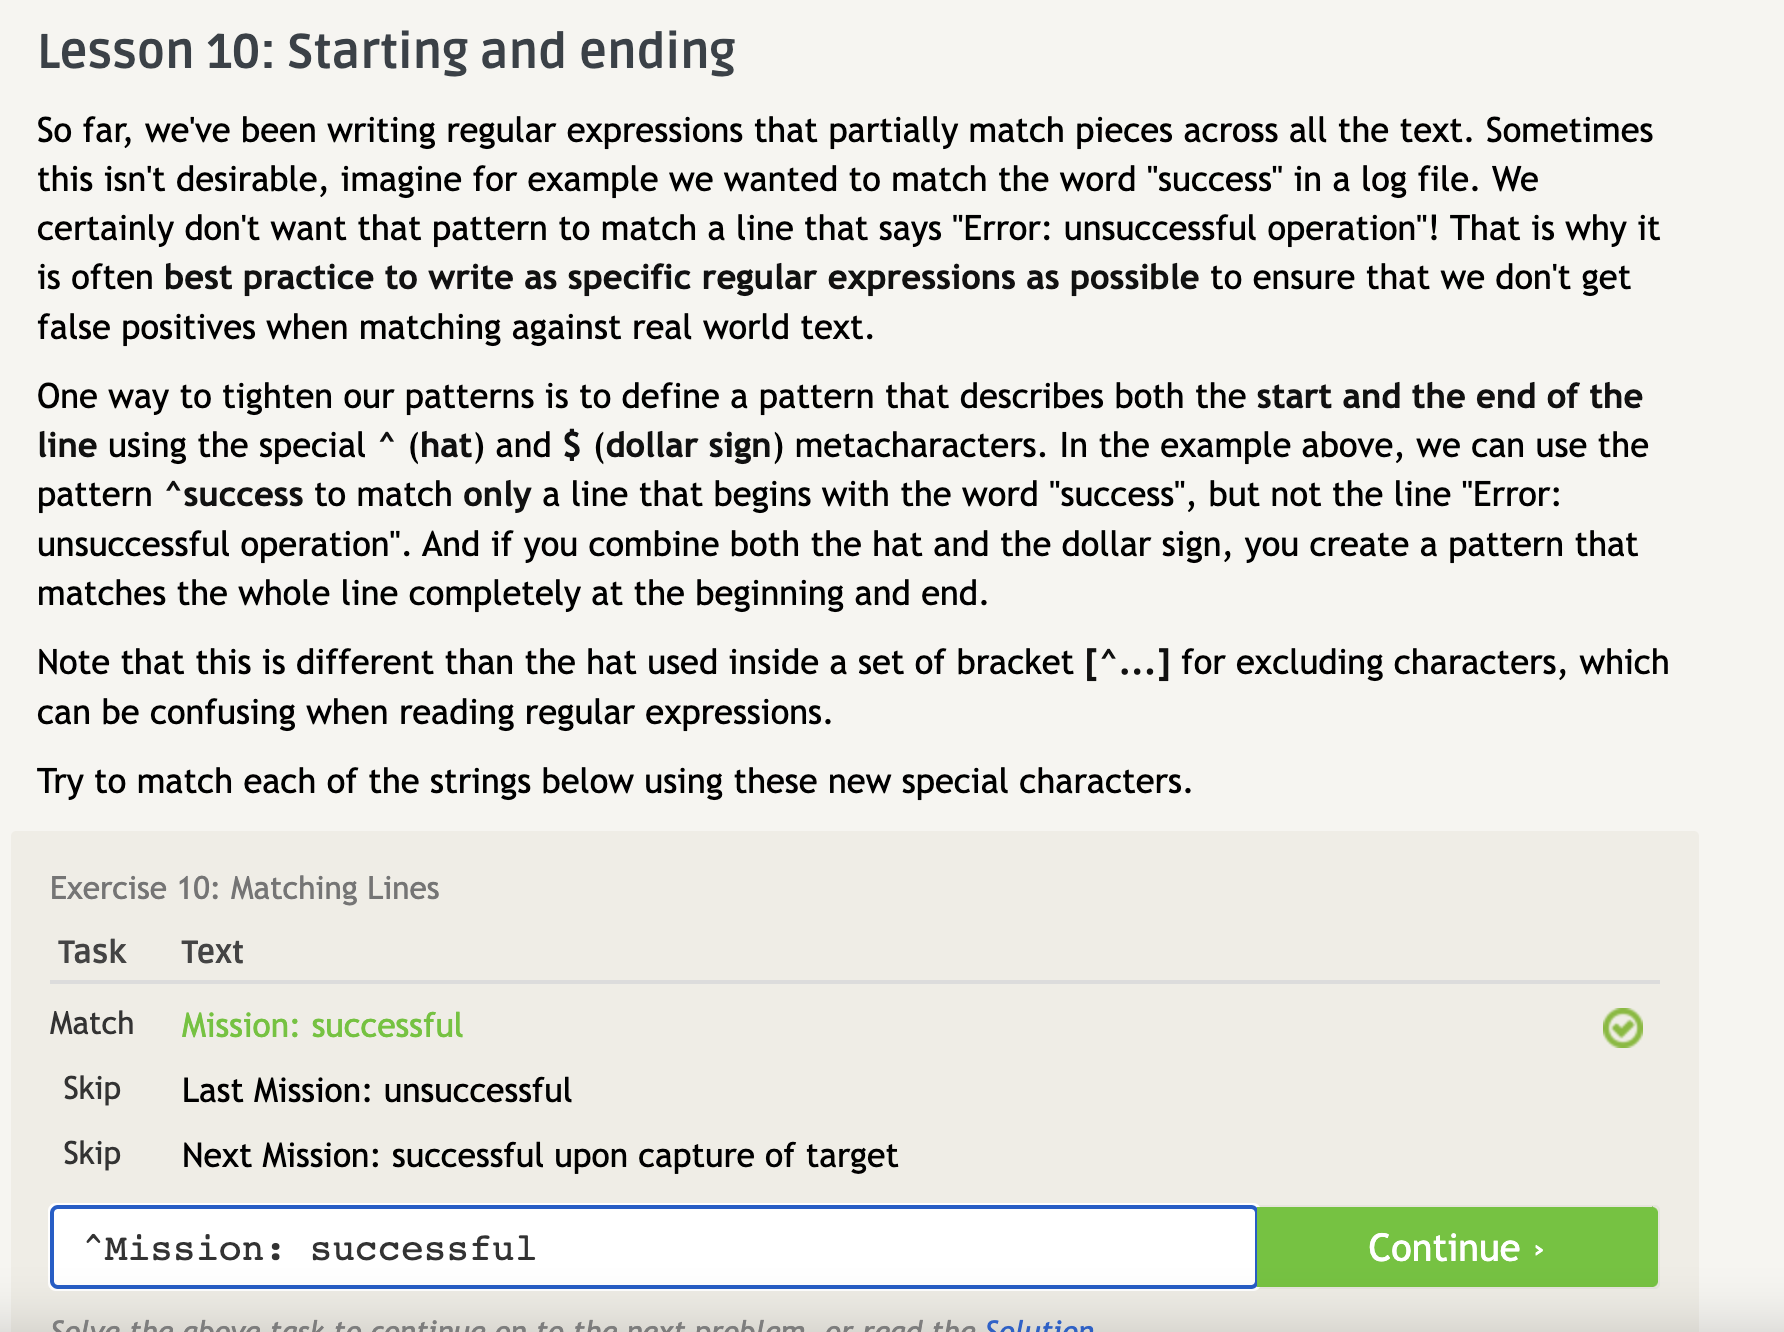 Lesson 10: Starting and ending
So far, we've been writing regular expressions that partially match pieces across all the text. Sometimes
this isn't desirable, imagine for example we wanted to match the word "success" in a log file. We
certainly don't want that pattern to match a line that says "Error: unsuccessful operation"! That is why it
is often best practice to write as specific regular expressions as possible to ensure that we don't get
false positives when matching against real world text.
One way to tighten our patterns is to define a pattern that describes both the start and the end of the
line using the special ^ (hat) and $ (dollar sign) metacharacters. In the example above, we can use the
pattern ^success to match only a line that begins with the word "success", but not the line "Error:
unsuccessful operation". And if you combine both the hat and the dollar sign, you create a pattern that
matches the whole line completely at the beginning and end.
Note that this is different than the hat used inside a set of bracket [^...] for excluding characters, which
can be confusing when reading regular expressions.
Try to match each of the strings below using these new special characters.
Exercise 10: Matching Lines
Task Text
Match Mission: successful
Skip Last Mission: unsuccessful
Skip Next Mission: successful upon capture of target
^Mission: successful Continue ›
Solve the above task to continue on to the next problem, or read the Solution